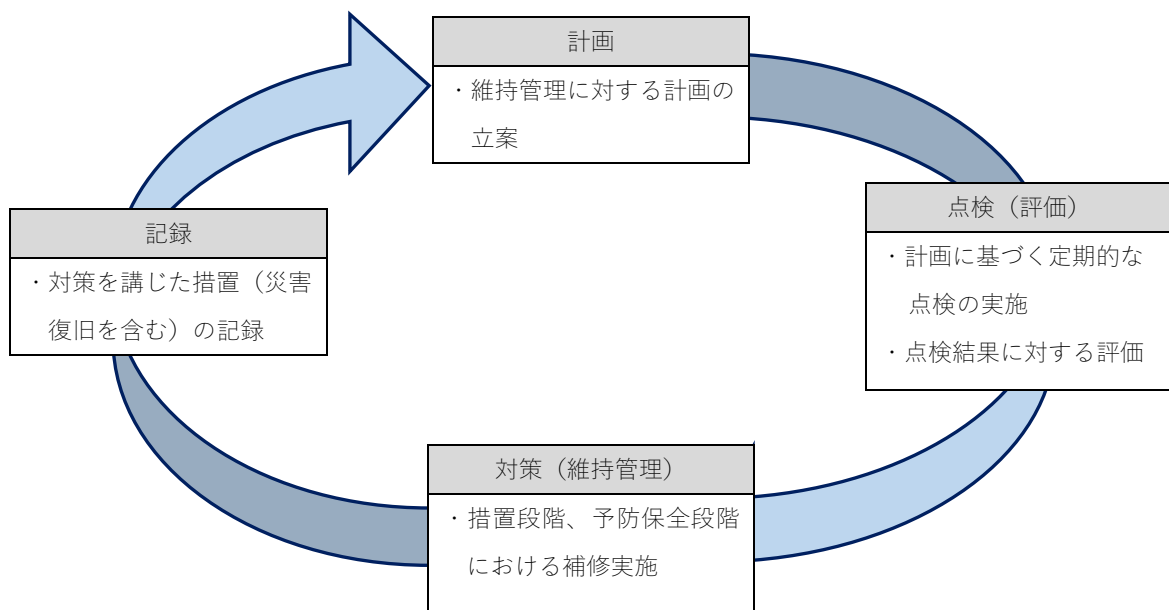 計画
・維持管理に対する計画の
立案
点検（評価）
・計画に基づく定期的な
点検の実施
・点検結果に対する評価
対策（維持管理）
・措置段階、予防保全段階
における補修実施
記録
・対策を講じた措置（災害
復旧を含む）の記録